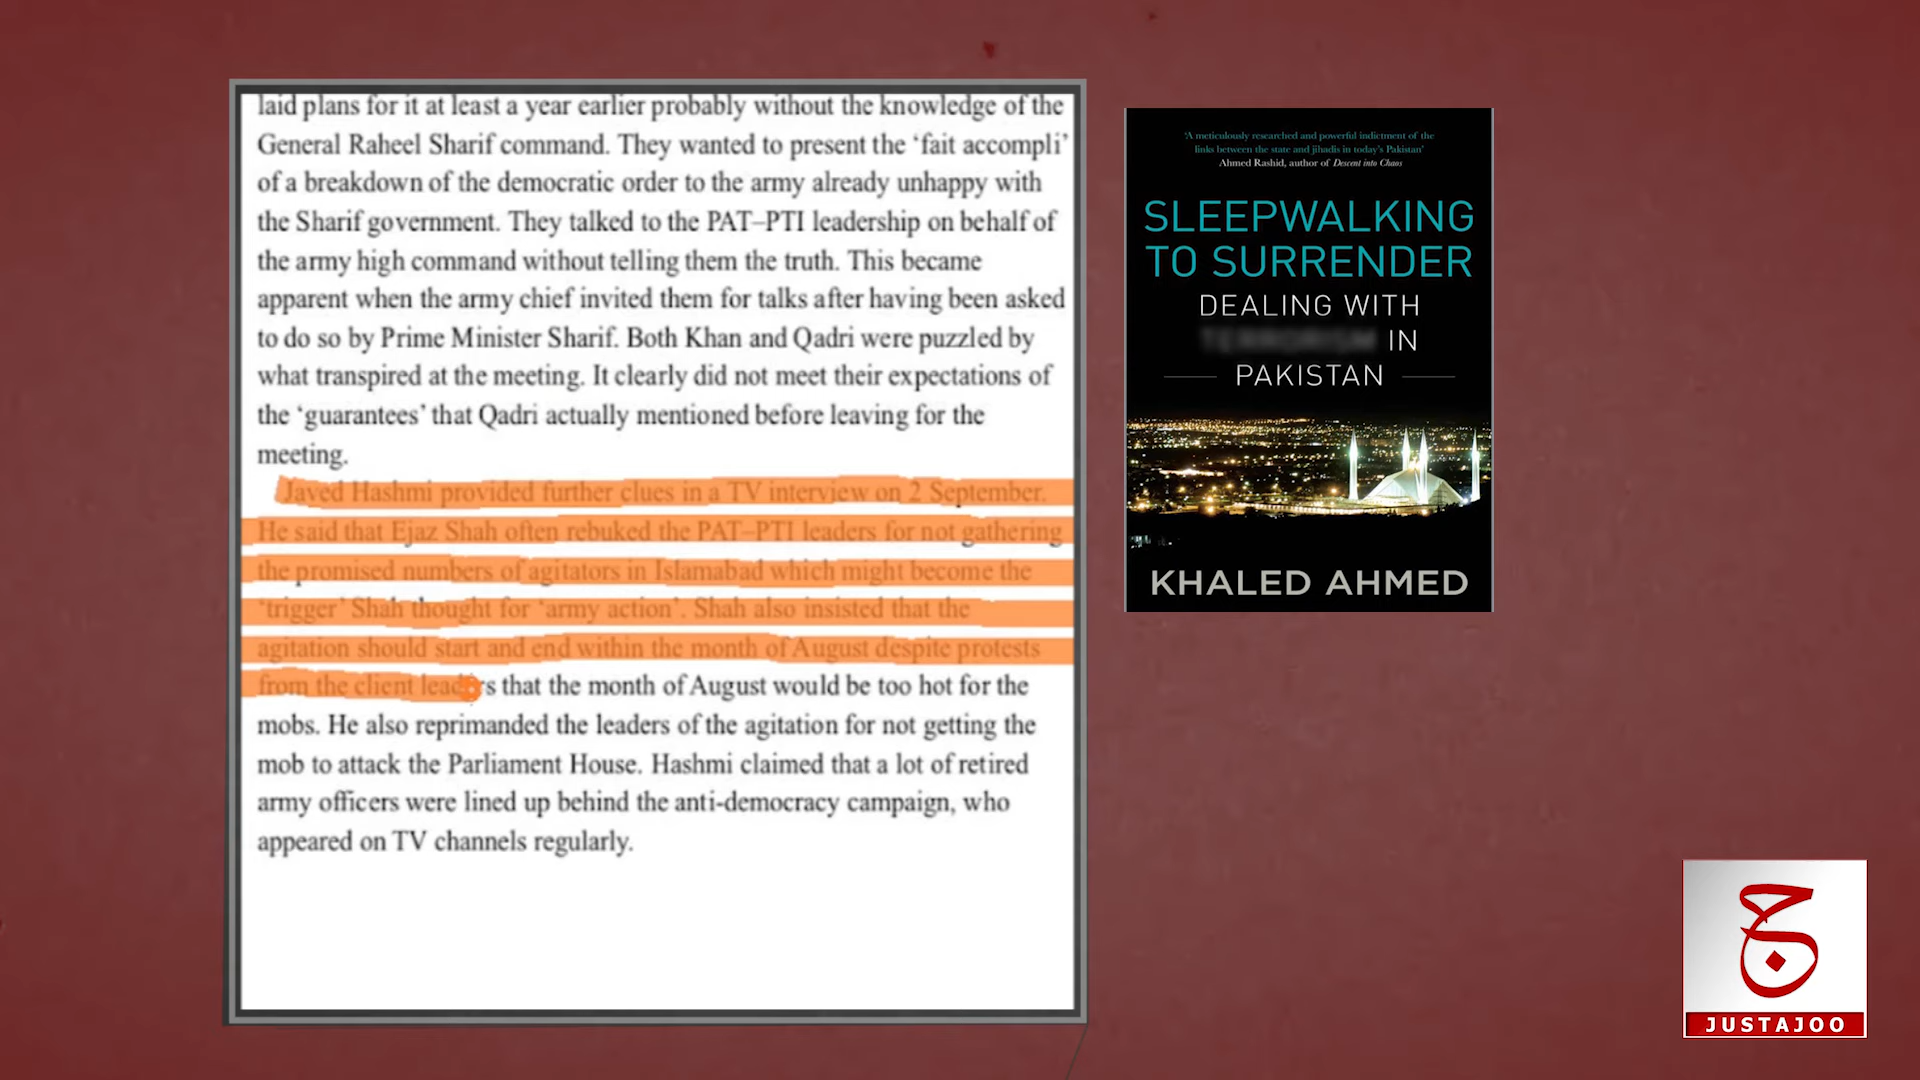 laid plans for it at least a year earlier probably without the knowledge of the
General Raheel Sharif command. They wanted to present the ‘fait accompli’
of a breakdown of the democratic order to the army already unhappy with
the Sharif government. They talked to the PAT–PTI leadership on behalf of
the army high command without telling them the truth. This became
apparent when the army chief invited them for talks after having been asked
to do so by Prime Minister Sharif. Both Khan and Qadri were puzzled by
what transpired at the meeting. It clearly did not meet their expectations of
the ‘guarantees’ that Qadri actually mentioned before leaving for the
meeting.
Javed Hashmi provided further clues in a TV interview on 2 September.
He said that Ejaz Shah often rebuked the PAT–PTI leaders for not gathering
the promised numbers of agitators in Islamabad which might become the
‘trigger’ Shah thought for ‘army action’. Shah also insisted that the
agitation should start and end within the month of August despite protests
from the client leaders that the month of August would be too hot for the
mobs. He also reprimanded the leaders of the agitation for not getting the
mob to attack the Parliament House. Hashmi claimed that a lot of retired
army officers were lined up behind the anti-democracy campaign, who
appeared on TV channels regularly.
‘A meticulously researched and powerful indictment of the
links between the state and jihadis in today’s Pakistan’
Ahmed Rashid, author of Descent into Chaos
SLEEPWALKING
TO SURRENDER
DEALING WITH
IN
PAKISTAN
KHALED AHMED
ج
JUSTAJOO